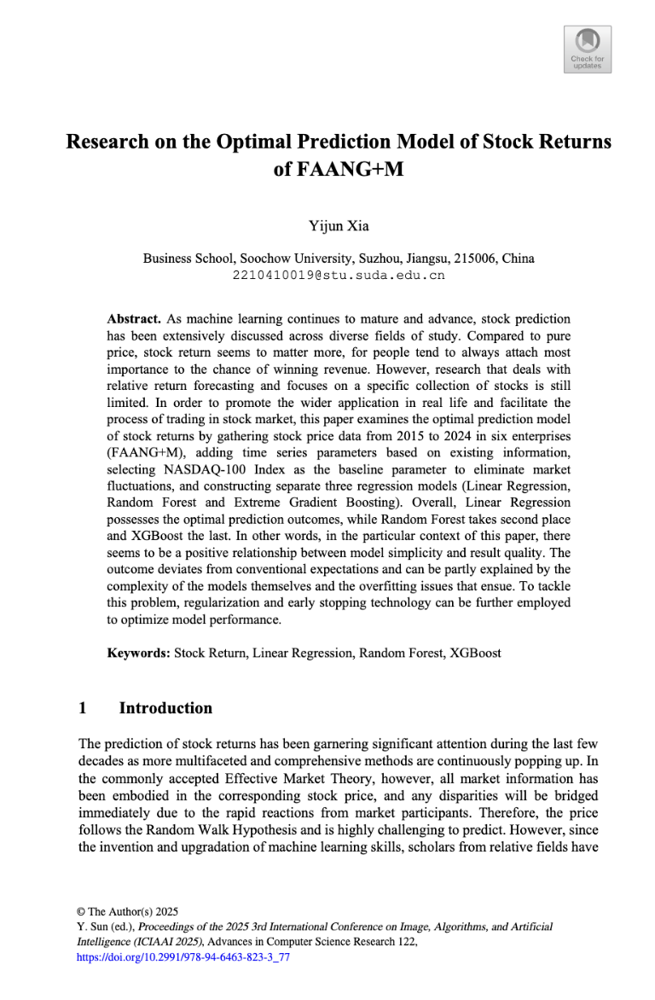 Check for
updates
Research on the Optimal Prediction Model of Stock Returns
of FAANG+M
Yijun Xia
Business School, Soochow University, Suzhou, Jiangsu, 215006, China
2210410019@stu.suda.edu.cn
Abstract. As machine learning continues to mature and advance, stock prediction
has been extensively discussed across diverse fields of study. Compared to pure
price, stock return seems to matter more, for people tend to always attach most
importance to the chance of winning revenue. However, research that deals with
relative return forecasting and focuses on a specific collection of stocks is still
limited. In order to promote the wider application in real life and facilitate the
process of trading in stock market, this paper examines the optimal prediction model
of stock returns by gathering stock price data from 2015 to 2024 in six enterprises
(FAANG+M), adding time series parameters based on existing information,
selecting NASDAQ-100 Index as the baseline parameter to eliminate market
fluctuations, and constructing separate three regression models (Linear Regression,
Random Forest and Extreme Gradient Boosting). Overall, Linear Regression
possesses the optimal prediction outcomes, while Random Forest takes second place
and XGBoost the last. In other words, in the particular context of this paper, there
seems to be a positive relationship between model simplicity and result quality. The
outcome deviates from conventional expectations and can be partly explained by the
complexity of the models themselves and the overfitting issues that ensue. To tackle
this problem, regularization and early stopping technology can be further employed
to optimize model performance.
Keywords: Stock Return, Linear Regression, Random Forest, XGBoost
1 Introduction
The prediction of stock returns has been garnering significant attention during the last few
decades as more multifaceted and comprehensive methods are continuously popping up. In
the commonly accepted Effective Market Theory, however, all market information has
been embodied in the corresponding stock price, and any disparities will be bridged
immediately due to the rapid reactions from market participants. Therefore, the price
follows the Random Walk Hypothesis and is highly challenging to predict. However, since
the invention and upgradation of machine learning skills, scholars from relative fields have
© The Author(s) 2025
Y. Sun (ed.), Proceedings of the 2025 3rd International Conference on Image, Algorithms, and Artificial
Intelligence (ICIAAI 2025), Advances in Computer Science Research 122,
https://doi.org/10.2991/978-94-6463-823-3_77